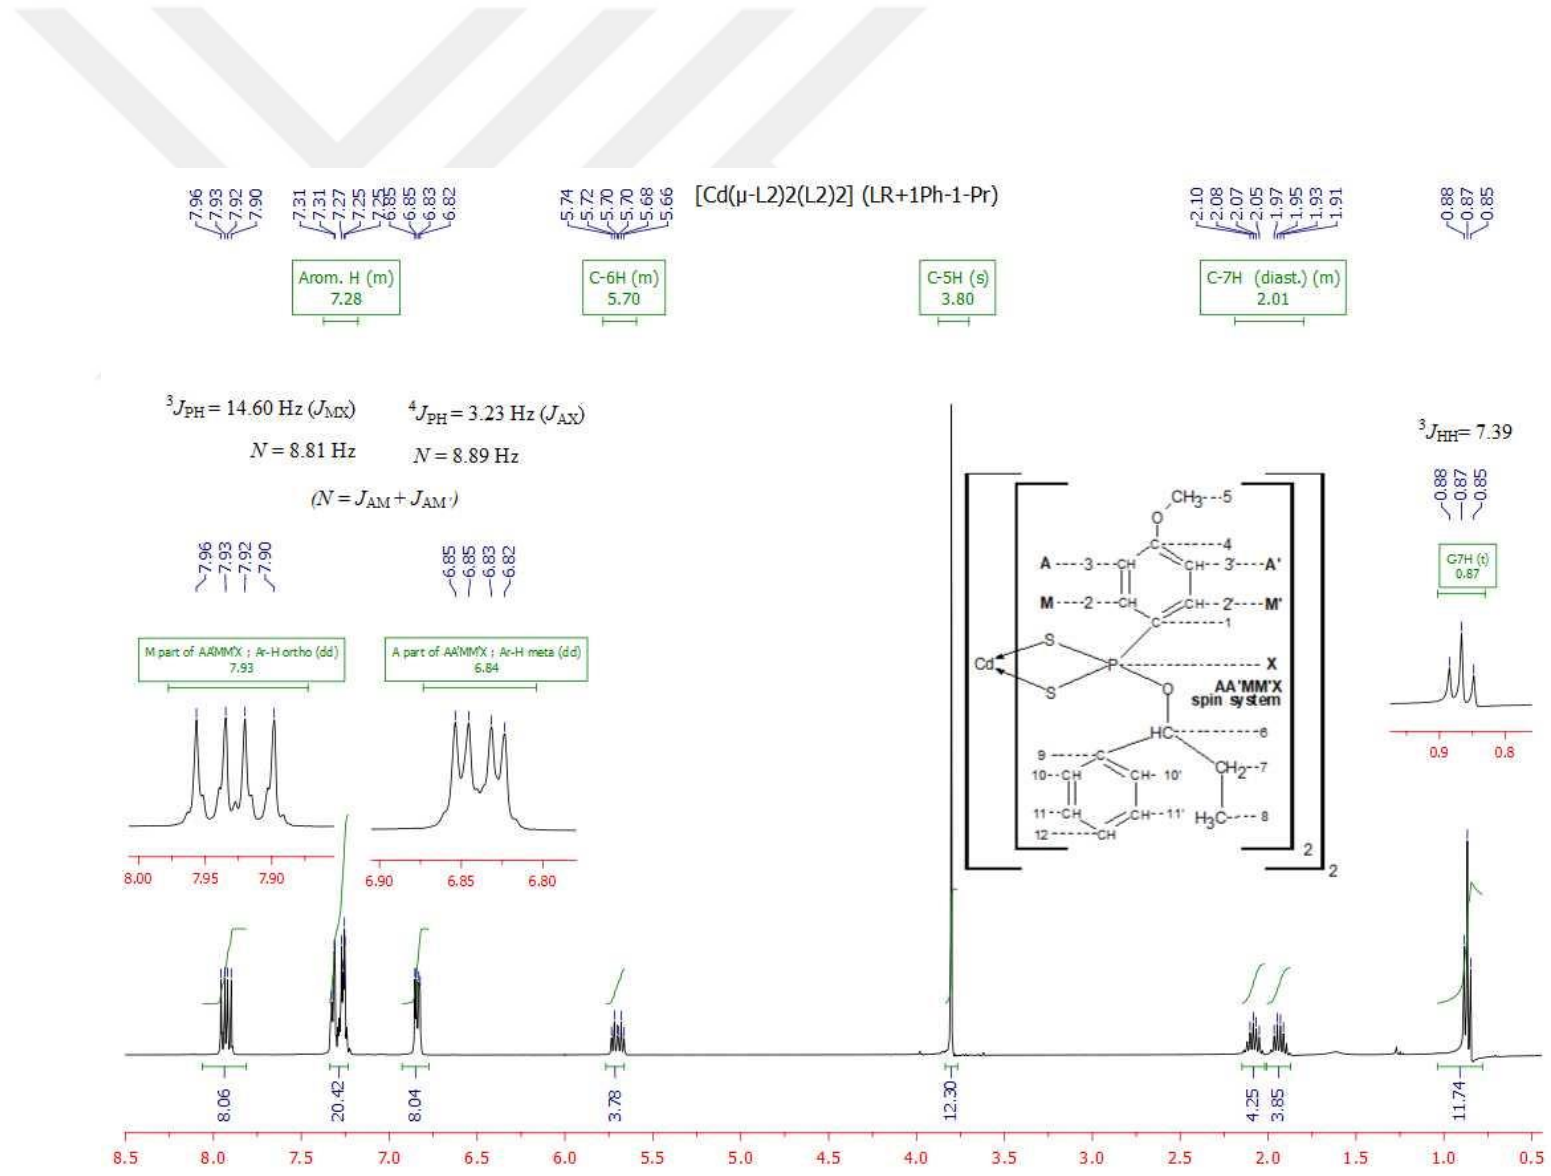 [Cd(μ-L2)2(L2)2] (LR+1Ph-1-Pr)
7.96
7.93
7.92
7.90
7.31
7.31
7.27
7.25
7.25
6.85
6.85
6.83
6.82
5.74
5.72
5.70
5.70
5.68
5.66
2.10
2.08
2.07
2.05
1.97
1.95
1.93
1.91
0.88
0.87
0.85
Arom. H (m)
7.28
C-6H (m)
5.70
C-5H (s)
3.80
C-7H (diast.) (m)
2.01
³J_PH = 14.60 Hz (J_MX)
N = 8.81 Hz
⁴J_PH = 3.23 Hz (J_AX)
N = 8.89 Hz
(N = J_AM + J_AM')
³J_HH= 7.39
7.96
7.93
7.92
7.90
6.85
6.85
6.83
6.82
0.88
0.87
0.85
M part of AA'MM'X ; Ar-H ortho (dd)
7.93
A part of AA'MM'X ; Ar-H meta (dd)
6.84
G7H (t)
0.87
8.00 7.95 7.90
6.90 6.85 6.80
0.9 0.8
CH₃ 5
O
C 4
A 3 CH CH 3' A'
M 2 CH CH 2' M'
C 1
S
Cd P X
S O
AA'MM'X
spin system
HC 6
9 C
10 CH CH 10' CH₂ 7
11 CH CH 11' H₃C 8
12 CH
2
2
8.06
20.42
8.04
3.78
12.30
4.25
3.85
11.74
8.5 8.0 7.5 7.0 6.5 6.0 5.5 5.0 4.5 4.0 3.5 3.0 2.5 2.0 1.5 1.0 0.5